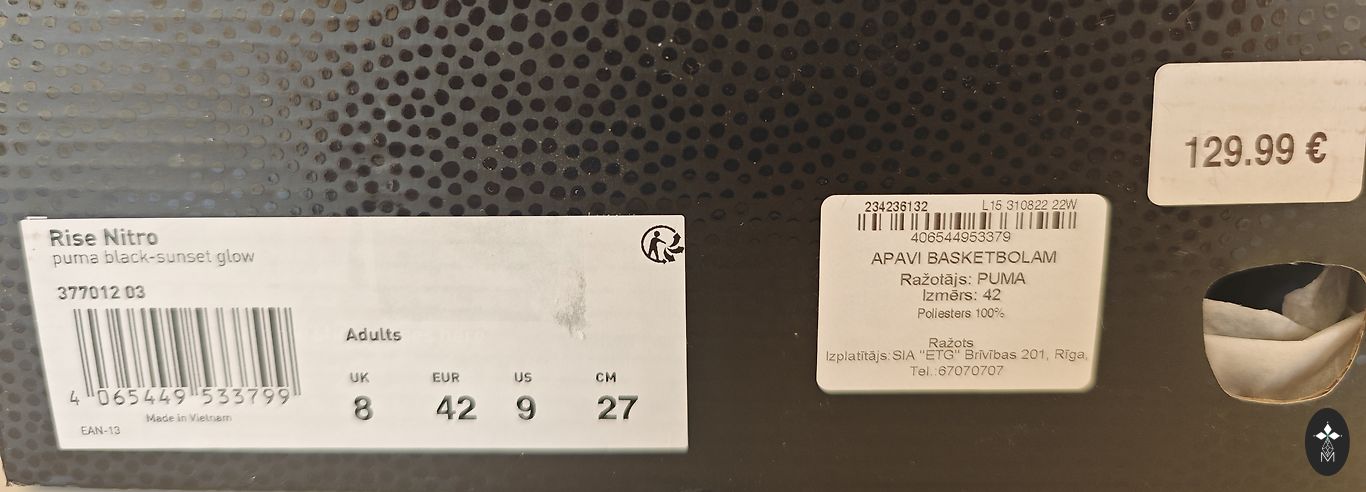 Rise Nitro
puma black-sunset glow
377012 03
4 065449 533799
Made in Vietnam
EAN-13
Adults
UK EUR US CM
8 42 9 27
234236132 L15 310822 22W
406544953379
APAVI BASKETBOLAM
Ražotājs: PUMA
Izmērs: 42
Poliesters 100%
Ražots
Izplatītājs:SIA "ETG" Brīvības 201, Rīga,
Tel.:67070707
129.99 €
M